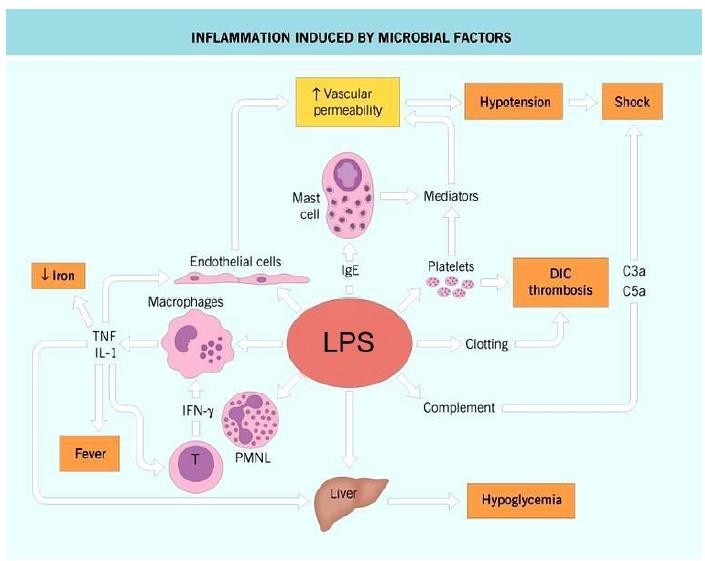 INFLAMMATION INDUCED BY MICROBIAL FACTORS
↑ Vascular
permeability
Hypotension
Shock
Mast
cell
Mediators
Endothelial cells
IgE
Platelets
↓ Iron
DIC
thrombosis
C3a
C5a
Macrophages
TNF
IL-1
LPS
Clotting
IFN-γ
Complement
Fever
T
PMNL
Liver
Hypoglycemia